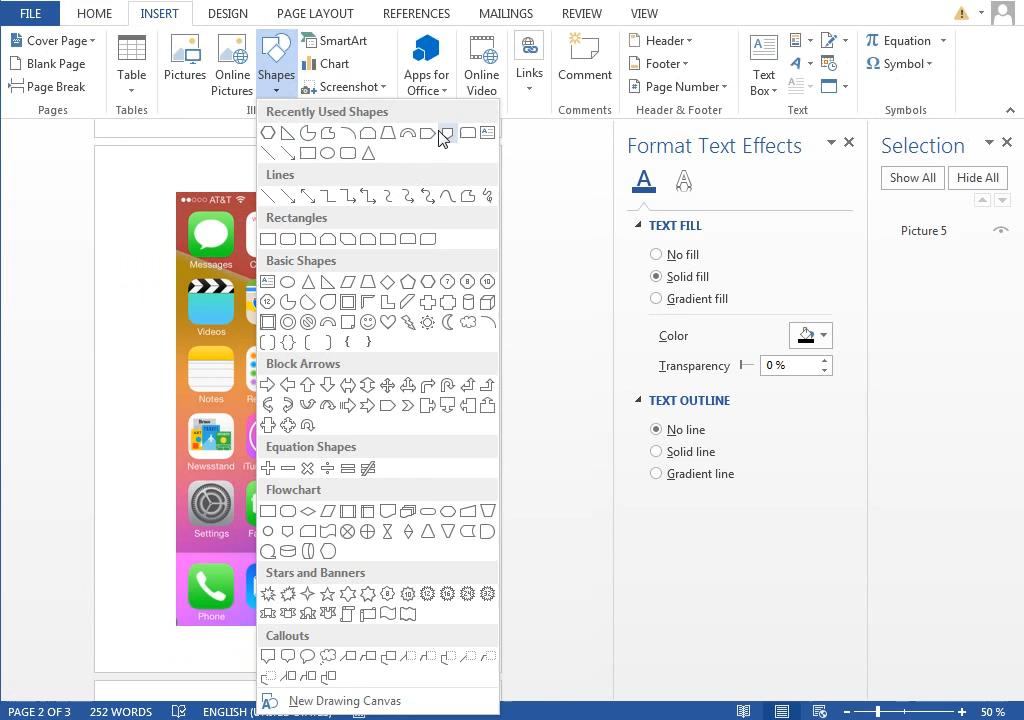 FILE HOME INSERT DESIGN PAGE LAYOUT REFERENCES MAILINGS REVIEW VIEW
Cover Page
Blank Page
Page Break
Pages
Table
Tables
Pictures
Online Pictures
Shapes
SmartArt
Chart
Screenshot
Apps for Office
Online Video
Links
Comment
Comments
Header
Footer
Page Number
Header & Footer
Text Box
Text
Equation
Symbol
Symbols
Recently Used Shapes
Lines
Rectangles
Basic Shapes
Block Arrows
Equation Shapes
Flowchart
Stars and Banners
Callouts
New Drawing Canvas
AT&T
Messages
Videos
Notes
Newsstand
Settings
Phone
Format Text Effects
TEXT FILL
No fill
Solid fill
Gradient fill
Color
Transparency 0 %
TEXT OUTLINE
No line
Solid line
Gradient line
Selection
Show All Hide All
Picture 5
PAGE 2 OF 3 252 WORDS
50 %